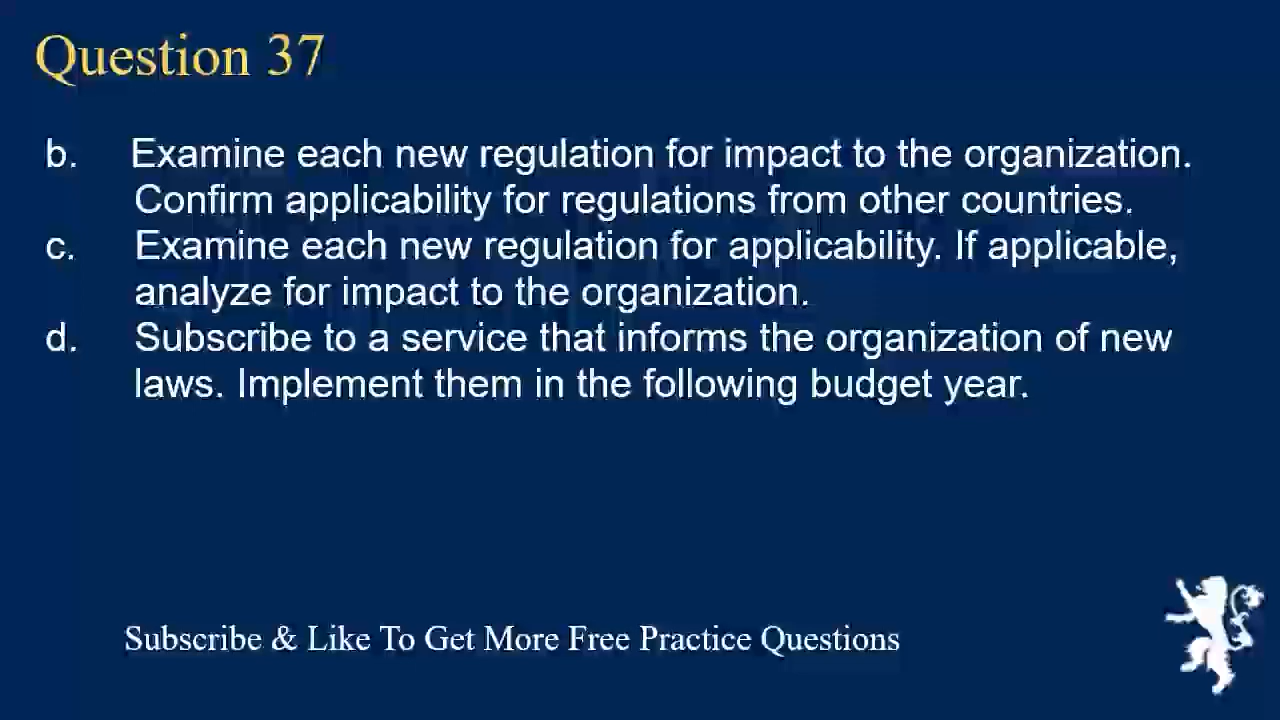 Question 37
b. Examine each new regulation for impact to the organization.
Confirm applicability for regulations from other countries.
c. Examine each new regulation for applicability. If applicable,
analyze for impact to the organization.
d. Subscribe to a service that informs the organization of new
laws. Implement them in the following budget year.
Subscribe & Like To Get More Free Practice Questions